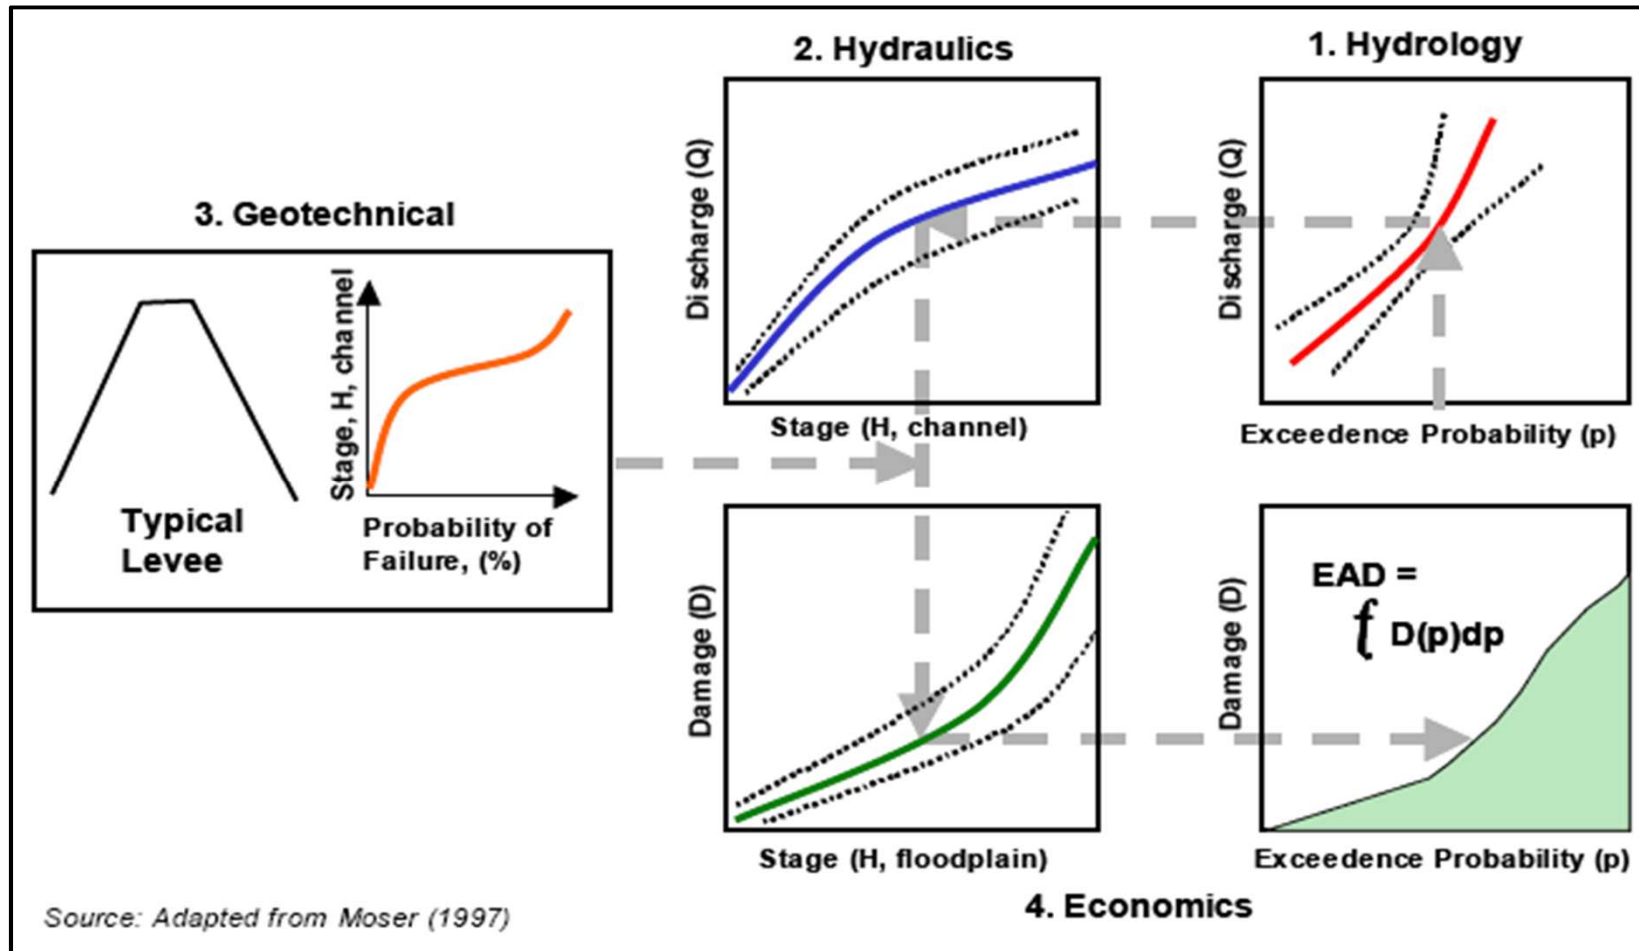 2. Hydraulics
1. Hydrology
Discharge (Q)
Discharge (Q)
Stage (H, channel)
Exceedence Probability (p)
3. Geotechnical
Typical
Levee
Stage, H, channel
Probability of
Failure, (%)
Damage (D)
Stage (H, floodplain)
EAD =
∫ D(p)dp
Damage (D)
Exceedence Probability (p)
4. Economics
Source: Adapted from Moser (1997)